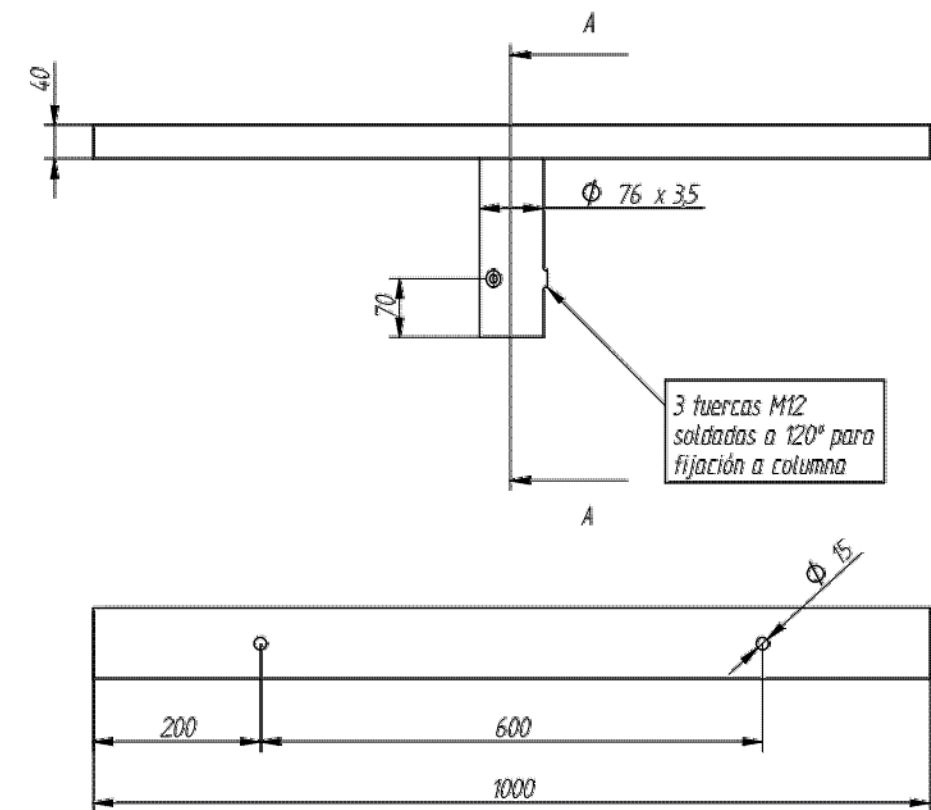 A
40
Φ 76 x 3,5
70
3 tuercas M12
soldadas a 120º para
fijación a columna
A
Φ 15
200
600
1000